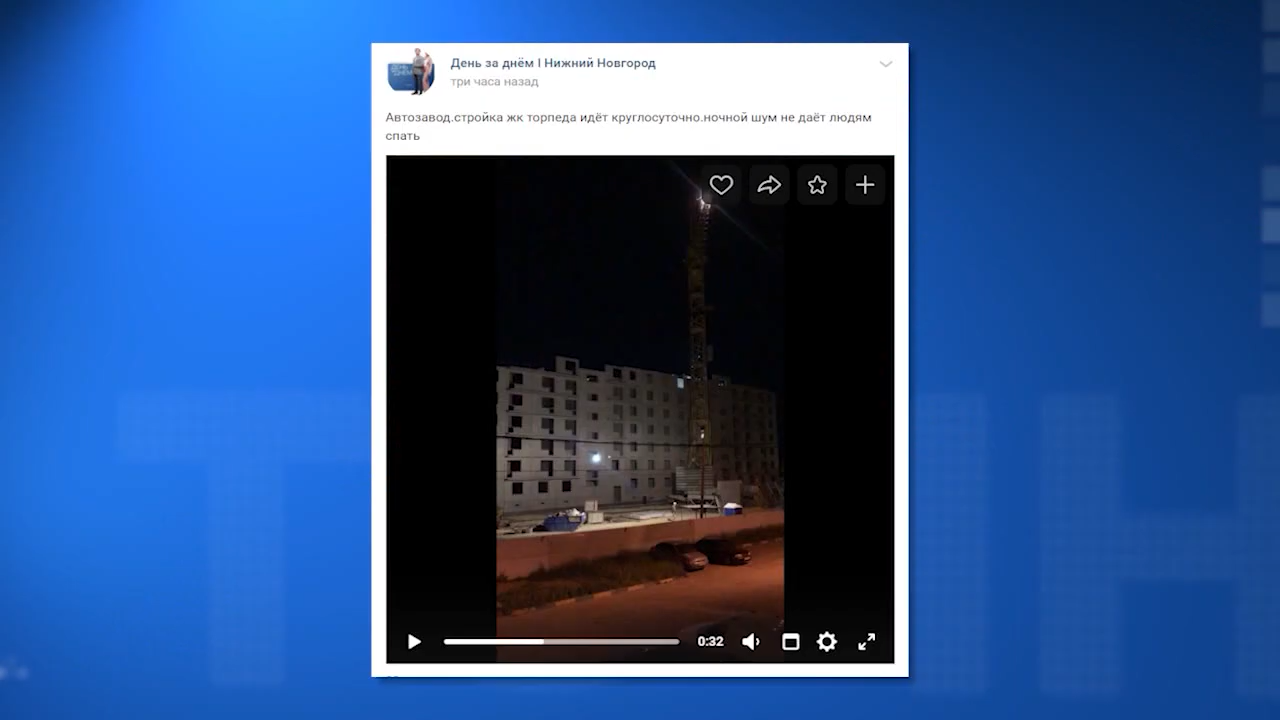 День за днём | Нижний Новгород
три часа назад
Автозавод.стройка жк торпеда идёт круглосуточно.ночной шум не даёт людям
спать
0:32